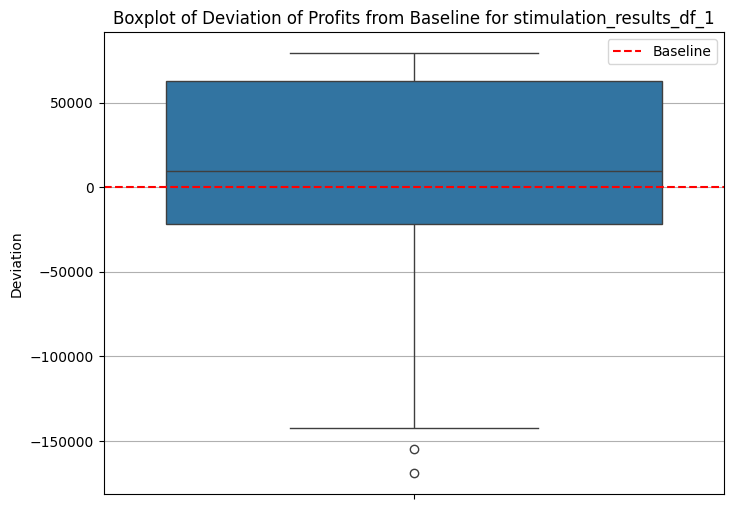 Boxplot of Deviation of Profits from Baseline for stimulation_results_df_1
Baseline
50000
0
−50000
−100000
−150000
Deviation